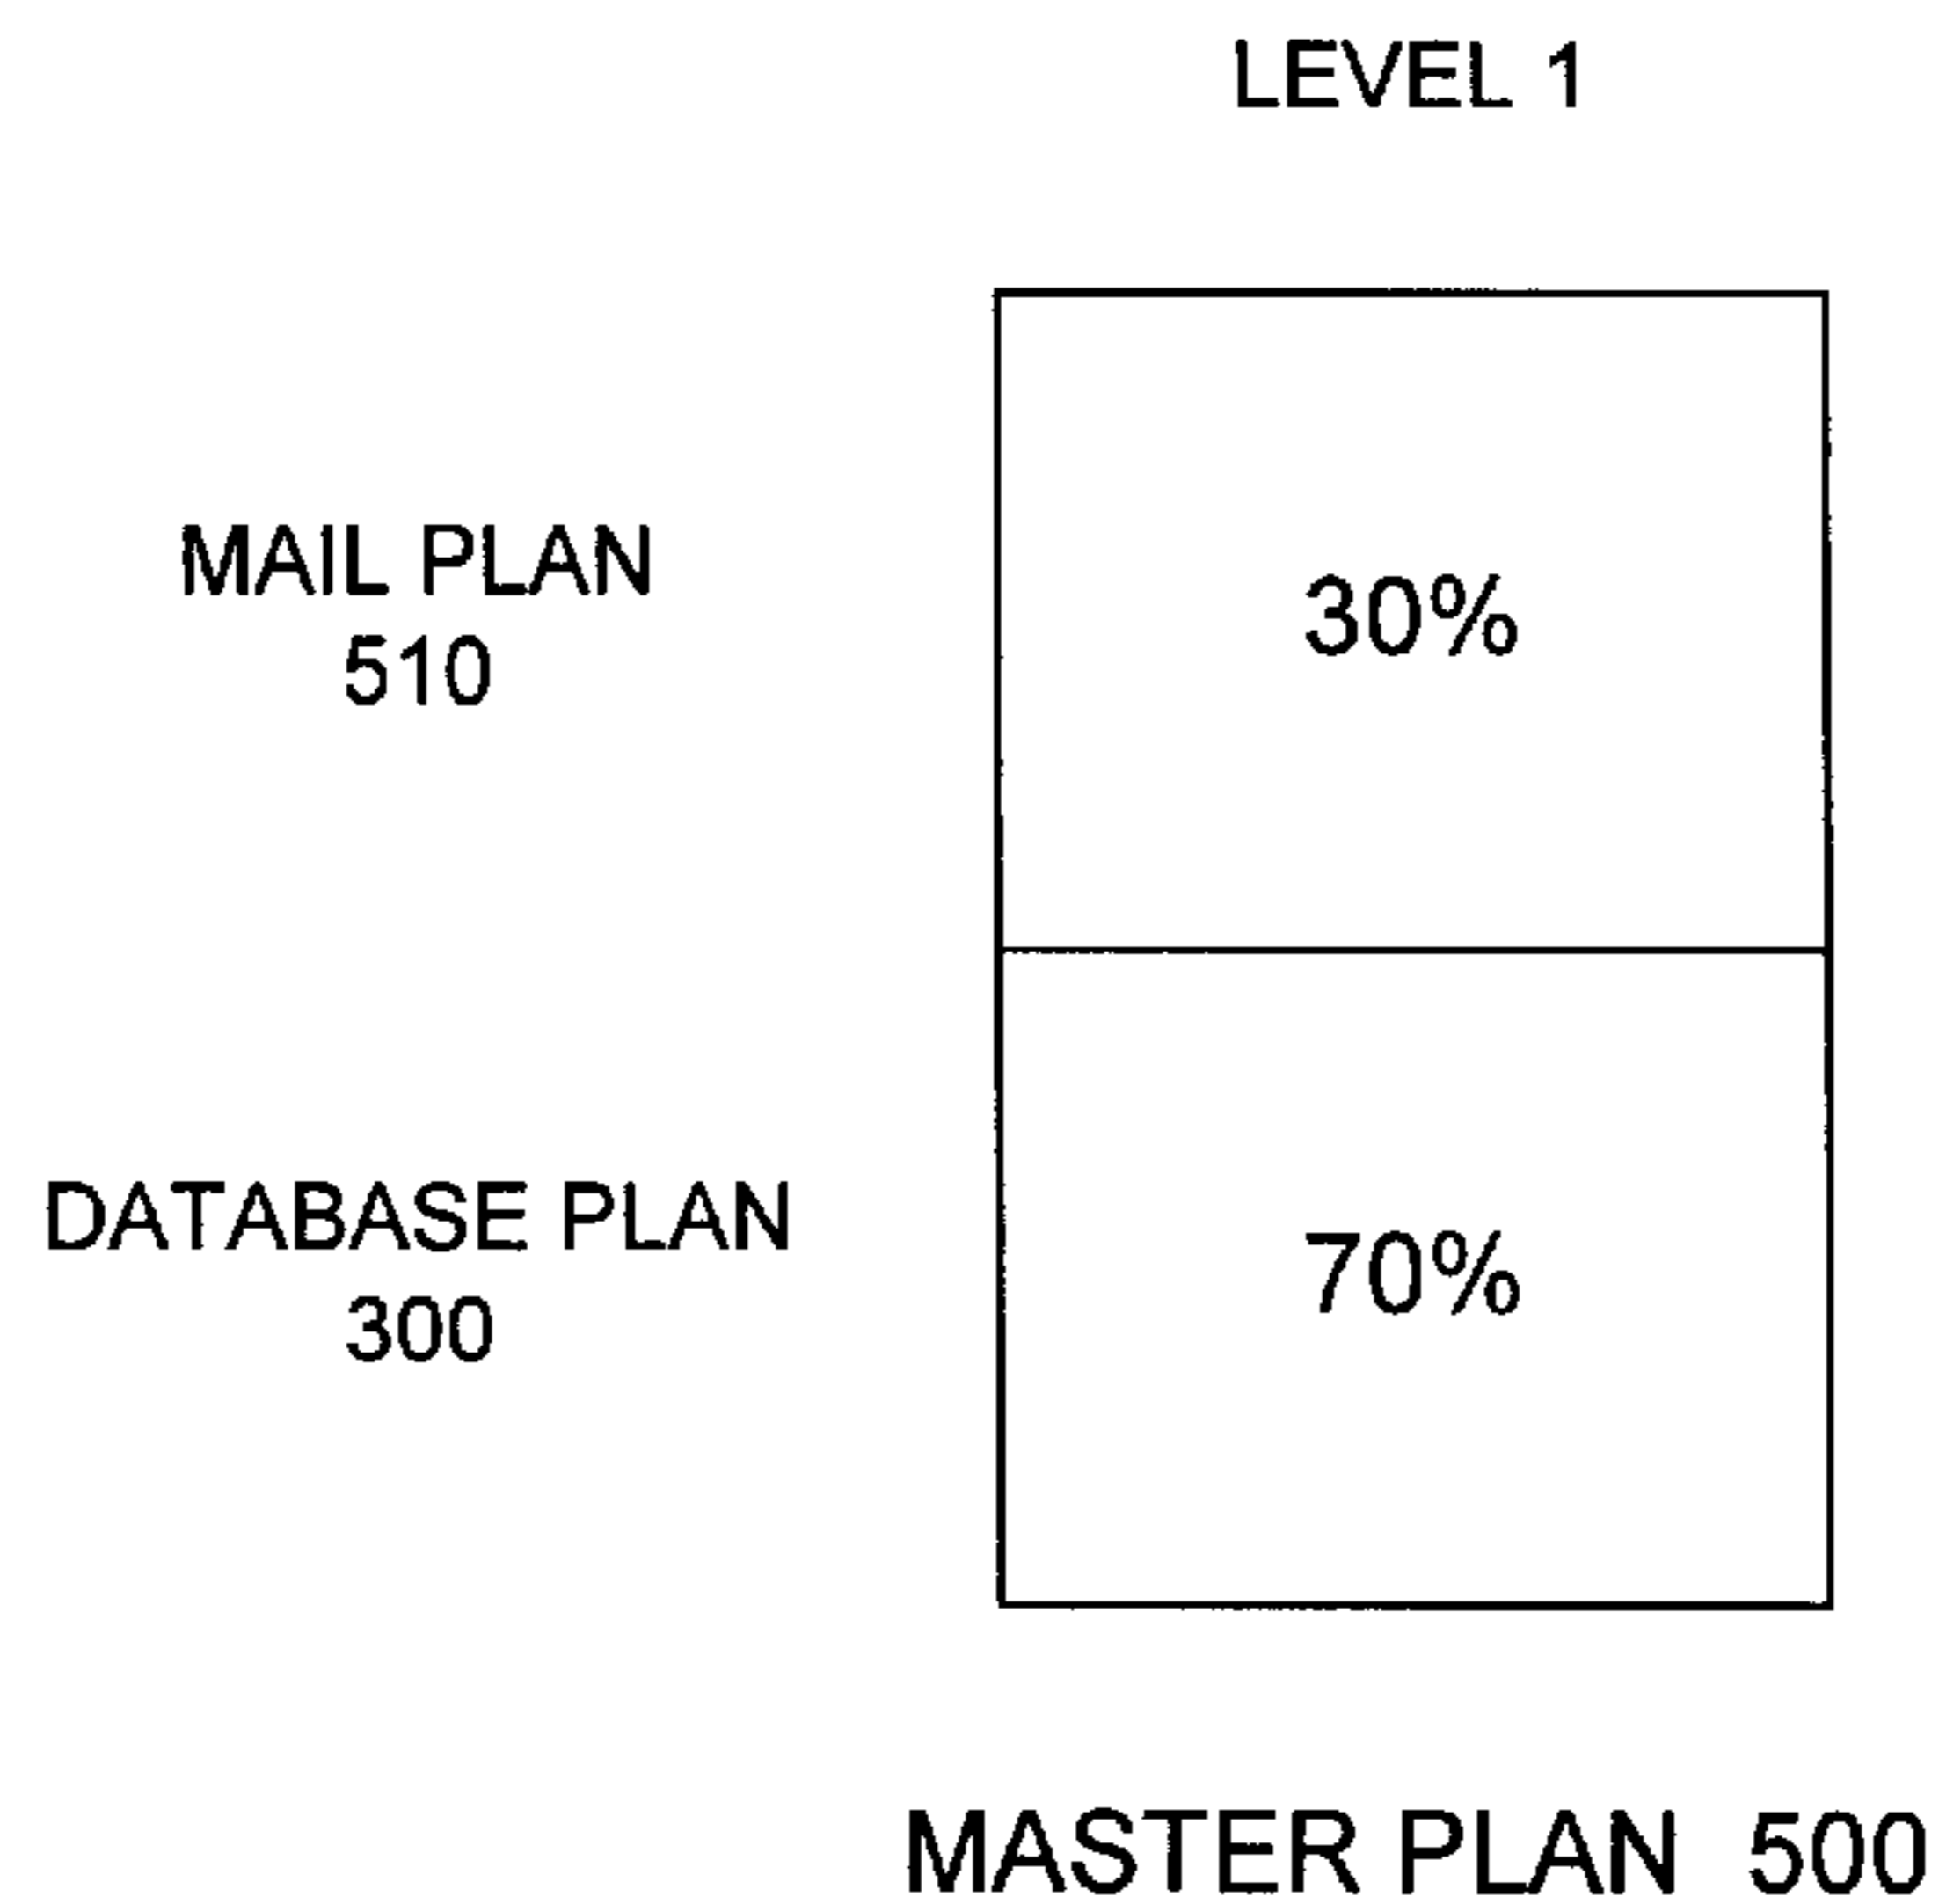 LEVEL 1
MAIL PLAN
510
30%
DATABASE PLAN
300
70%
MASTER PLAN 500